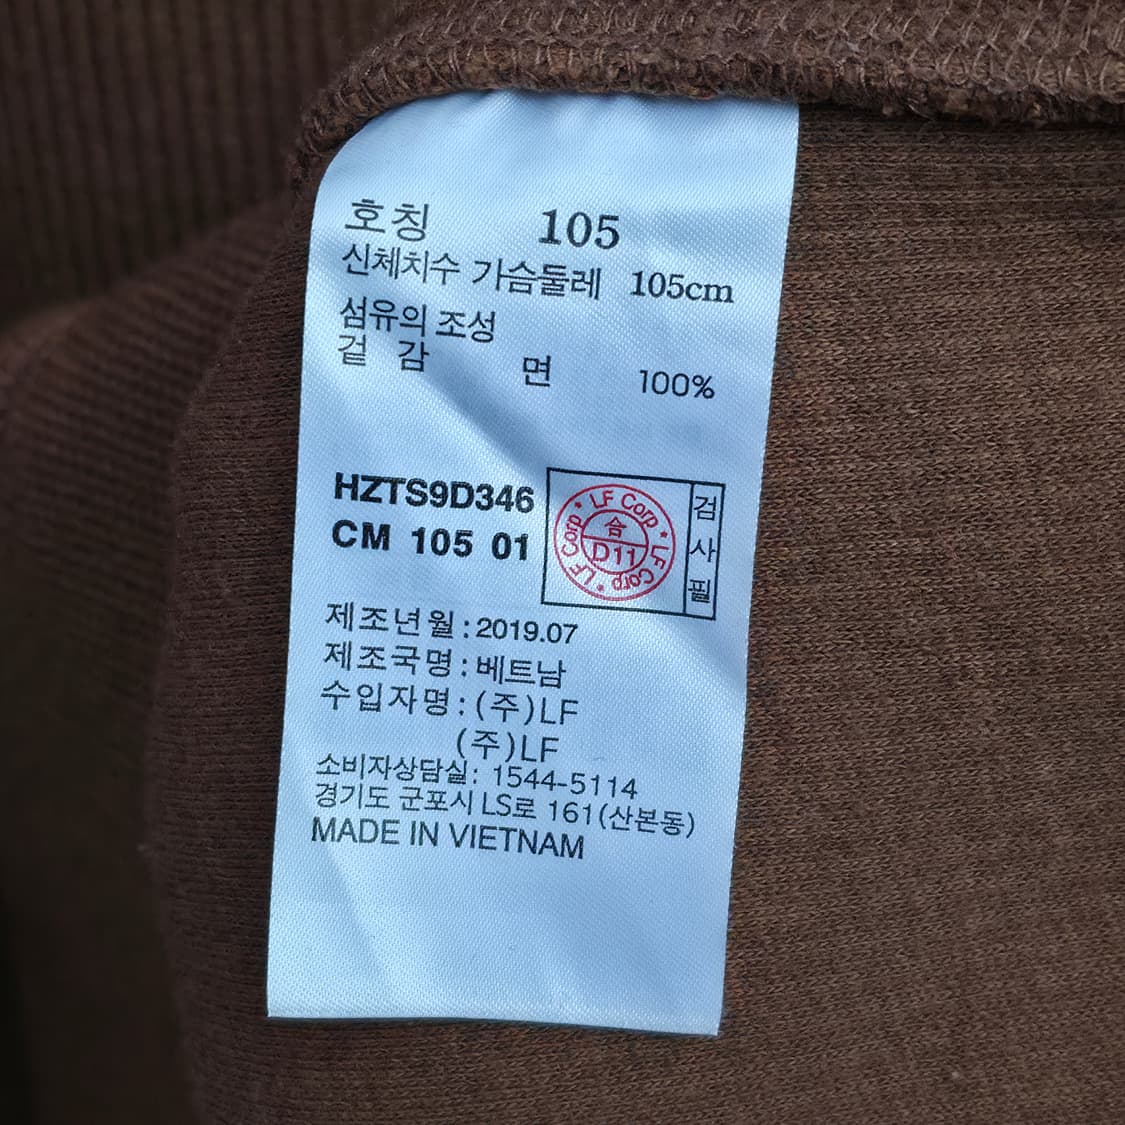 호칭 105
신체치수 가슴둘레 105cm
섬유의 조성
겉 감 면 100%
HZTS9D346
CM 105 01
LF Corp * LF Corp * LF Corp *
合
D11
검사필
제조년월:2019.07
제조국명:베트남
수입자명:(주)LF
(주)LF
소비자상담실: 1544-5114
경기도 군포시 LS로 161(산본동)
MADE IN VIETNAM